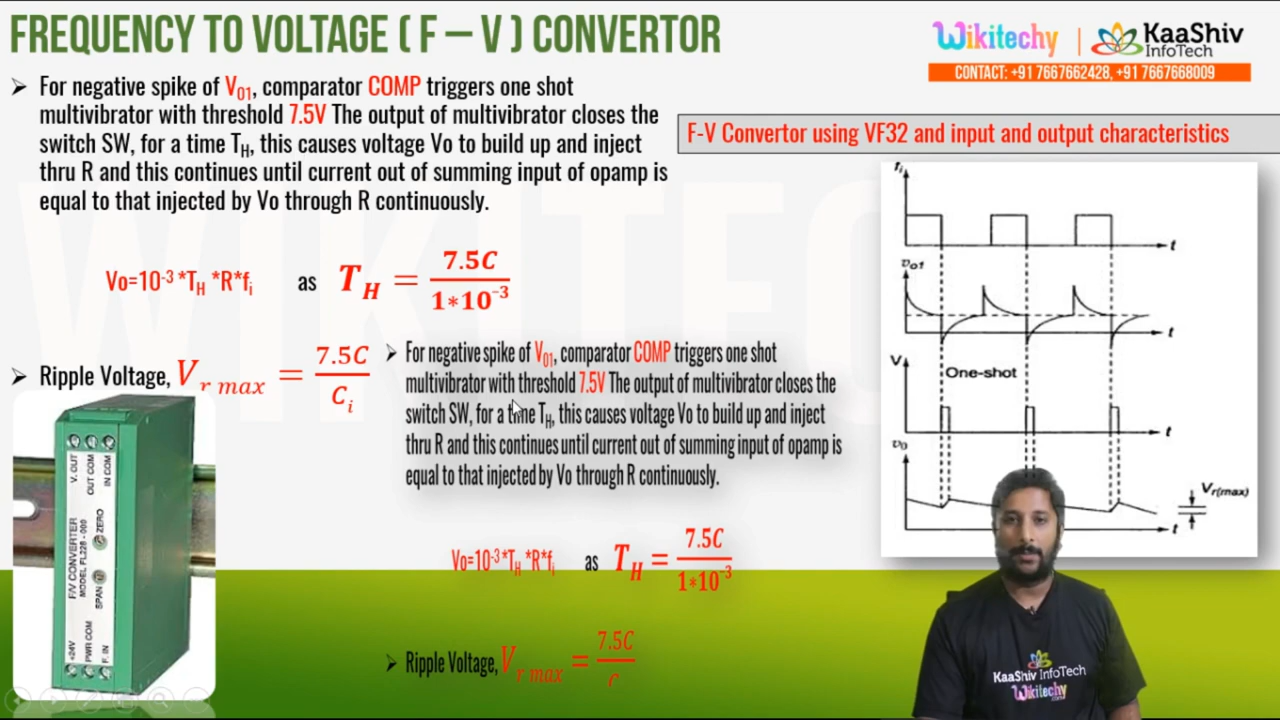 FREQUENCY TO VOLTAGE ( F – V ) CONVERTOR
Wikitechy | KaaShiv
InfoTech
CONTACT: +91 7667662428, +91 7667668009
➢ For negative spike of V01, comparator COMP triggers one shot
multivibrator with threshold 7.5V The output of multivibrator closes the
switch SW, for a time TH, this causes voltage Vo to build up and inject
thru R and this continues until current out of summing input of opamp is
equal to that injected by Vo through R continuously.
Vo=10-3 *TH *R*fi as TH = 7.5C / 1∗10−3
➢ Ripple Voltage, Vr max = 7.5C / Ci
F-V Convertor using VF32 and input and output characteristics
fi
t
vo1
t
V
One-shot
t
v0
Vr(max)
t
➢ For negative spike of V01, comparator COMP triggers one shot
multivibrator with threshold 7.5V The output of multivibrator closes the
switch SW, for a time TH, this causes voltage Vo to build up and inject
thru R and this continues until current out of summing input of opamp is
equal to that injected by Vo through R continuously.
Vo=10-3 *TH *R*fi as TH = 7.5C / 1∗10−3
➢ Ripple Voltage, Vr max = 7.5C / C
V. OUT
OUT COM
IN COM
ZERO
F/V CONVERTER
MODEL FL226 - 000
SPAN
+24V
PWR COM
F. IN
KaaShiv InfoTech
Wikitechy
WIKITECHY